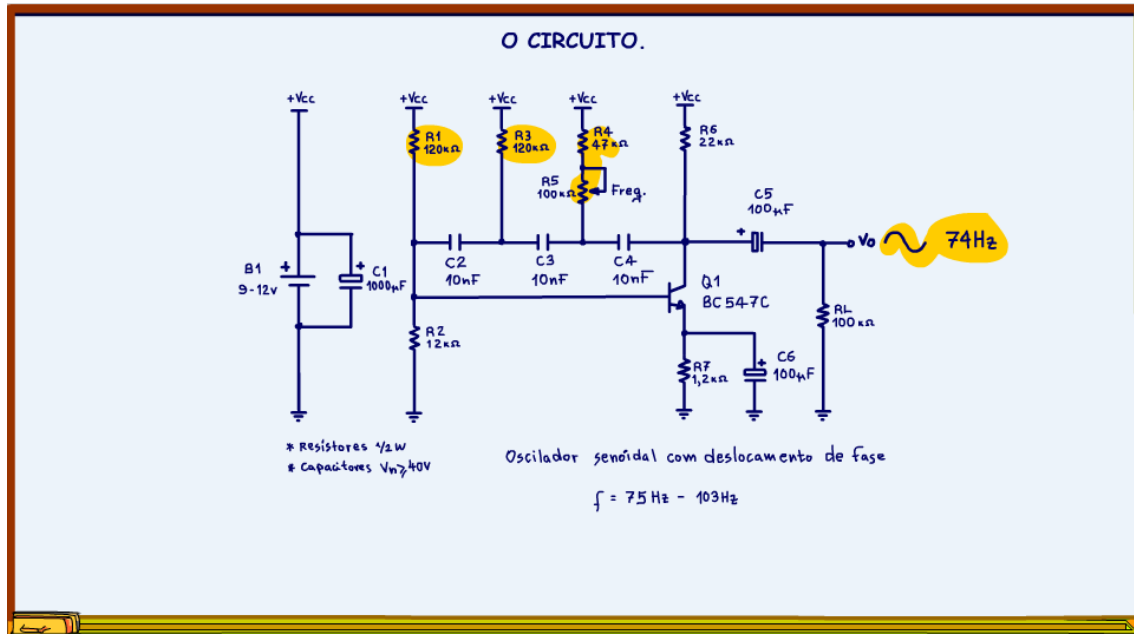 O CIRCUITO.
+Vcc
+Vcc
+Vcc
+Vcc
+Vcc
R1
120KΩ
R3
120KΩ
R4
47KΩ
R6
22KΩ
R5
100KΩ
Freq.
C5
100μF
+
Vo
74Hz
B1
9-12V
+
C1
1000μF
+
C2
10nF
C3
10nF
C4
10nF
Q1
BC547C
R2
12KΩ
RL
100KΩ
R7
1,2KΩ
C6
100μF
+
* Resistores 1/2W
* Capacitores Vn≥40V
Oscilador senoidal com deslocamento de fase
f = 75Hz - 103Hz